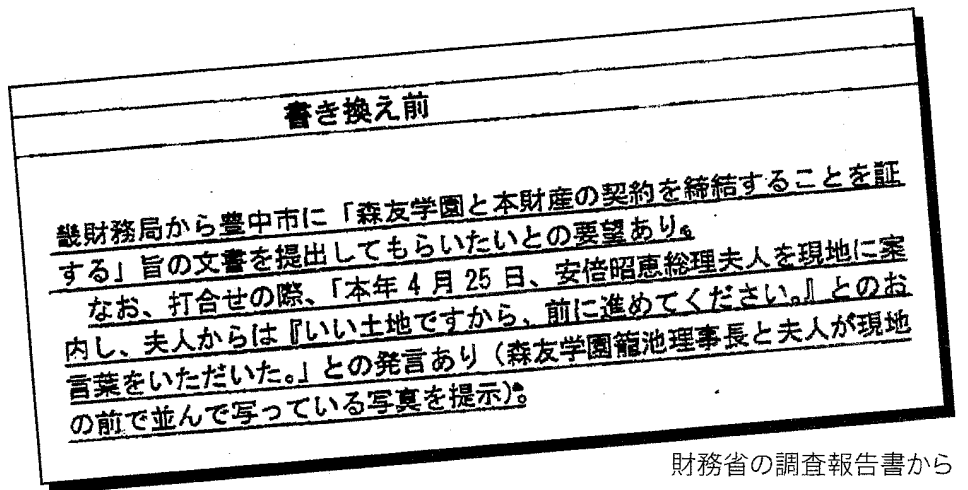 書き換え前
畿財務局から豊中市に「森友学園と本財産の契約を締結することを証
する」旨の文書を提出してもらいたいとの要望あり。
なお、打合せの際、「本年4月25日、安倍昭恵総理夫人を現地に案
内し、夫人からは『いい土地ですから、前に進めてください。』とのお
言葉をいただいた。」との発言あり（森友学園籠池理事長と夫人が現地
の前で並んで写っている写真を提示）。
財務省の調査報告書から